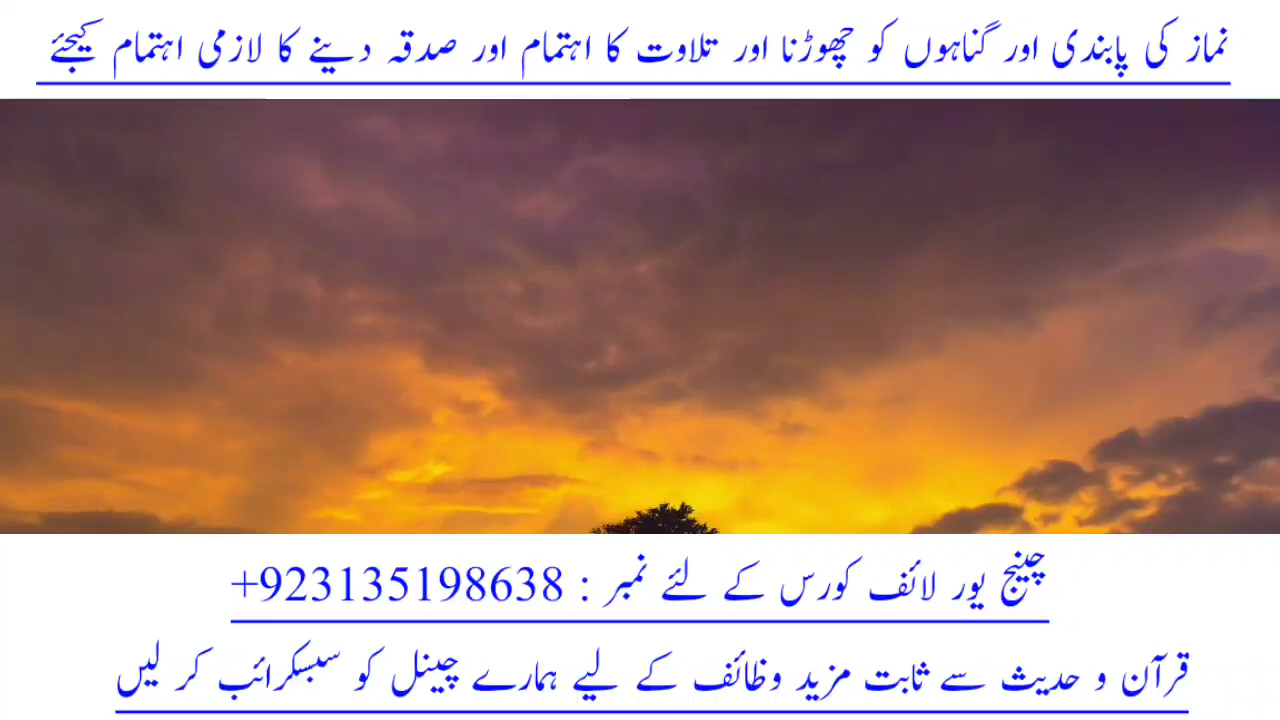 نماز کی پابندی اور گناہوں کو چھوڑنا اور تلاوت کا اہتمام اور صدقہ دینے کا لازمی اہتمام کیجئے
چینج یور لائف کورس کے لئے نمبر : 923135198638+
قرآن و حدیث سے ثابت مزید وظائف کے لیے ہمارے چینل کو سبسکرائب کر لیں